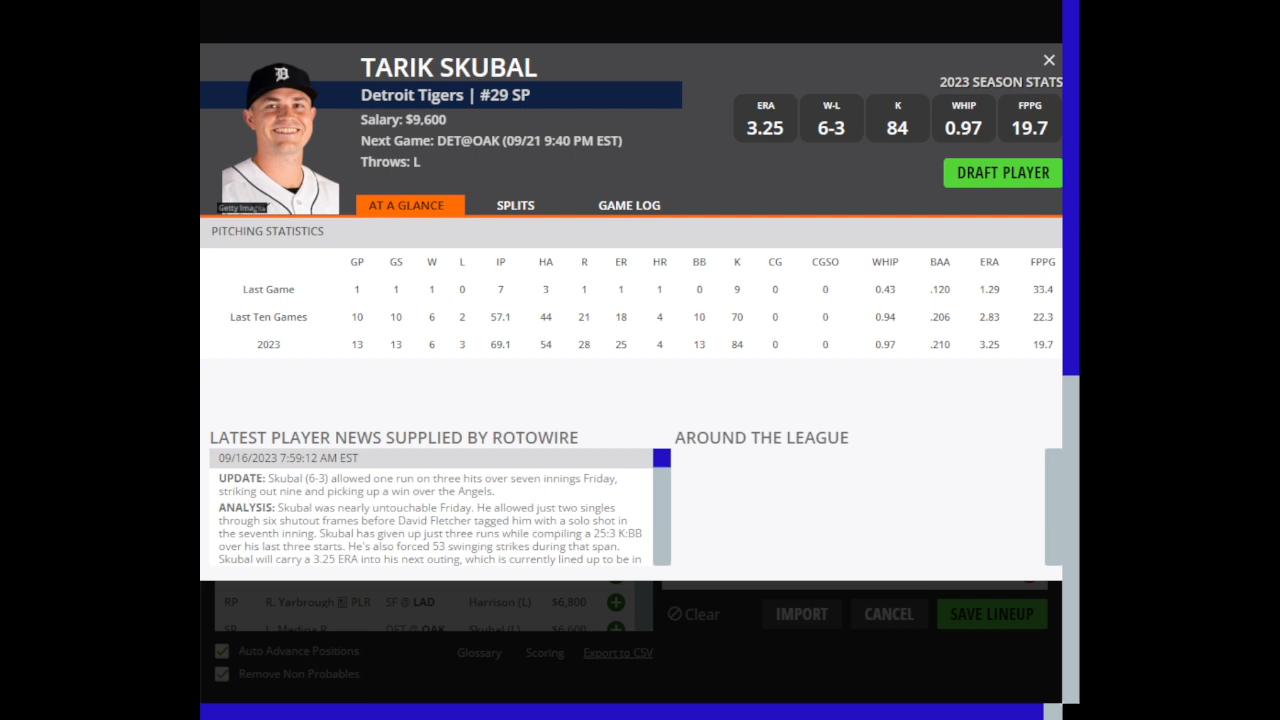 TARIK SKUBAL
Detroit Tigers | #29 SP
Salary: $9,600
Next Game: DET@OAK (09/21 9:40 PM EST)
Throws: L
Getty Images
×
2023 SEASON STATS
ERA W-L K WHIP FPPG
3.25 6-3 84 0.97 19.7
DRAFT PLAYER
AT A GLANCE SPLITS GAME LOG
PITCHING STATISTICS
GP GS W L IP HA R ER HR BB K CG CGSO WHIP BAA ERA FPPG
Last Game 1 1 1 0 7 3 1 1 1 0 9 0 0 0.43 .120 1.29 33.4
Last Ten Games 10 10 6 2 57.1 44 21 18 4 10 70 0 0 0.94 .206 2.83 22.3
2023 13 13 6 3 69.1 54 28 25 4 13 84 0 0 0.97 .210 3.25 19.7
LATEST PLAYER NEWS SUPPLIED BY ROTOWIRE
09/16/2023 7:59:12 AM EST
UPDATE: Skubal (6-3) allowed one run on three hits over seven innings Friday,
striking out nine and picking up a win over the Angels.
ANALYSIS: Skubal was nearly untouchable Friday. He allowed just two singles
through six shutout frames before David Fletcher tagged him with a solo shot in
the seventh inning. Skubal has given up just three runs while compiling a 25:3 K:BB
over his last three starts. He's also forced 53 swinging strikes during that span.
Skubal will carry a 3.25 ERA into his next outing, which is currently lined up to be in
AROUND THE LEAGUE
RP R. Yarbrough PLR SF @ LAD Harrison (L) $6,800
SP L. Medina R DET @ OAK Skubal (L) $6,600
Clear IMPORT CANCEL SAVE LINEUP
Auto Advance Positions
Remove Non Probables
Glossary Scoring Export to CSV